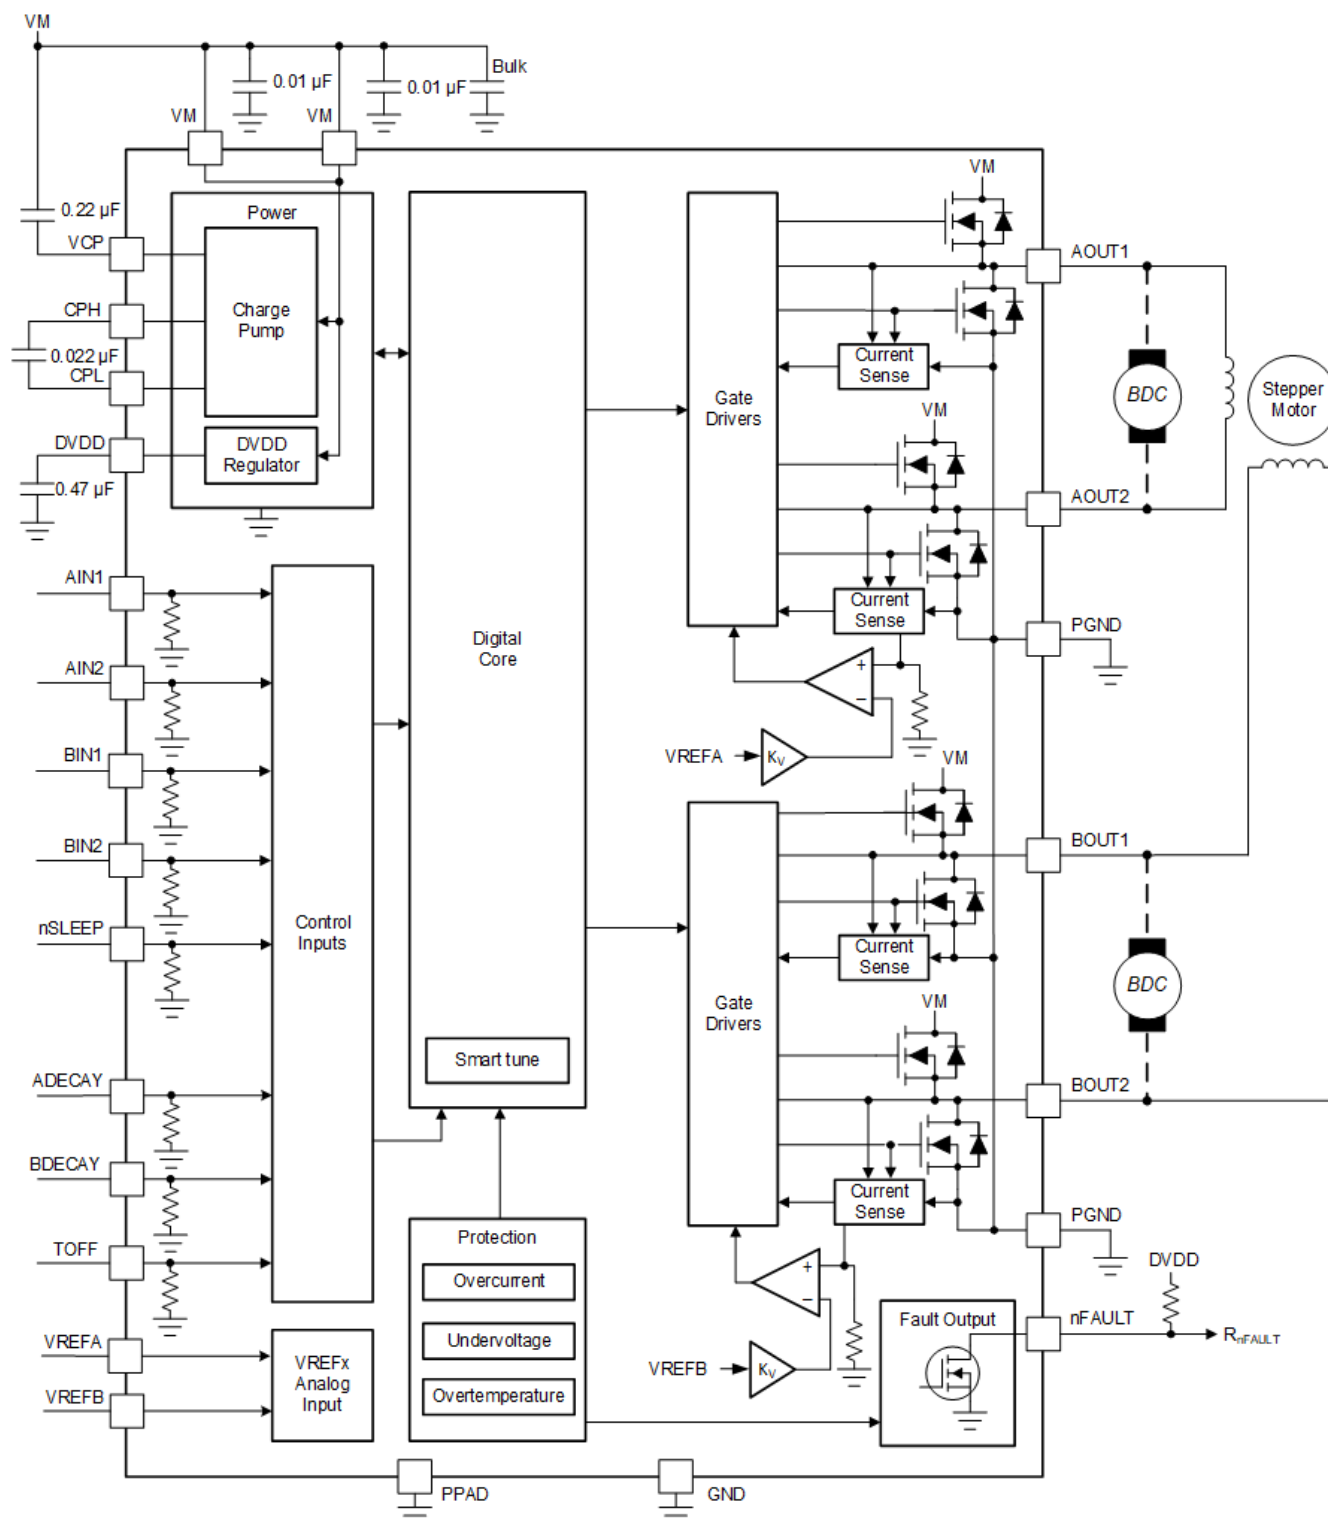 VM
0.01 µF
0.01 µF
Bulk
VM
VM
0.22 µF
VCP
CPH
0.022 µF
CPL
DVDD
0.47 µF
Power
Charge
Pump
DVDD
Regulator
AIN1
AIN2
BIN1
BIN2
nSLEEP
ADECAY
BDECAY
TOFF
VREFA
VREFB
Control
Inputs
VREFx
Analog
Input
Digital
Core
Smart tune
Protection
Overcurrent
Undervoltage
Overtemperature
Gate
Drivers
VM
Current
Sense
VM
Current
Sense
+
−
VREFA
KV
AOUT1
BDC
Stepper
Motor
AOUT2
PGND
Gate
Drivers
VM
Current
Sense
VM
Current
Sense
+
−
VREFB
KV
BOUT1
BDC
BOUT2
PGND
DVDD
Fault Output
nFAULT
RnFAULT
PPAD
GND